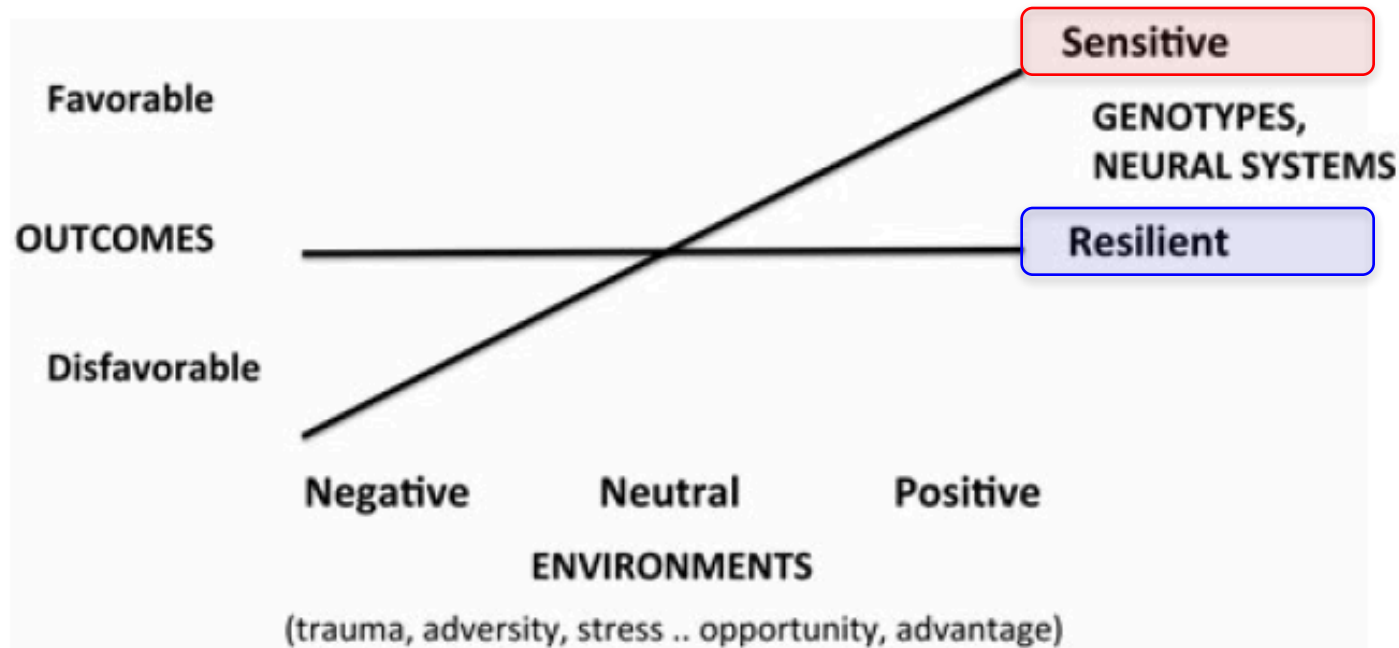 Sensitive
Favorable
GENOTYPES,
NEURAL SYSTEMS
OUTCOMES
Resilient
Disfavorable
Negative Neutral Positive
ENVIRONMENTS
(trauma, adversity, stress .. opportunity, advantage)